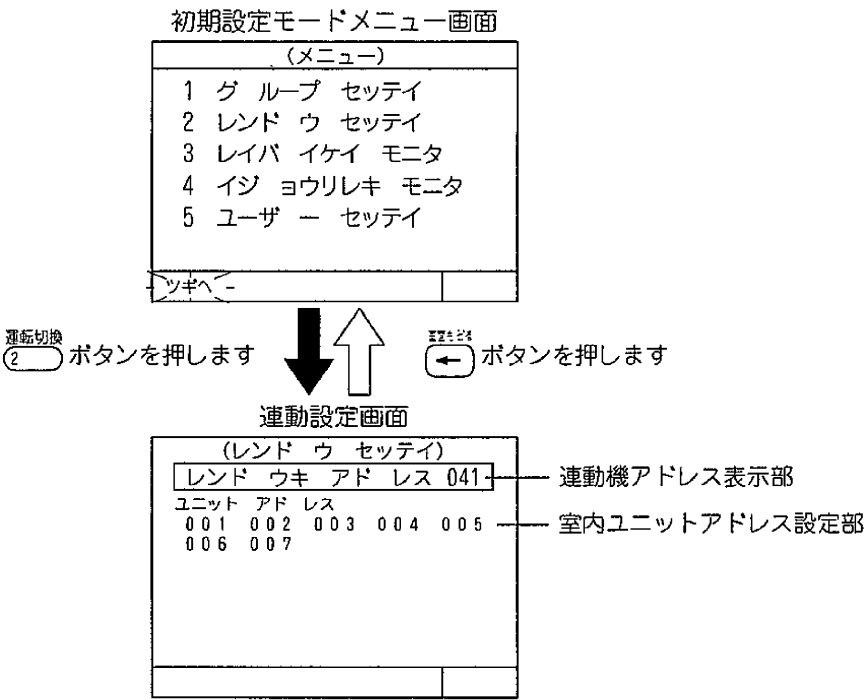 初期設定モードメニュー画面
(メニュー)
1 グ ループ セッテイ
2 レンド ウ セッテイ
3 レイバ イケイ モニタ
4 イジ ョウリレキ モニタ
5 ユーザ ー セッテイ
ツギヘ
運転切換
2 ボタンを押します
← ボタンを押します
連動設定画面
(レンド ウ セッテイ)
レンド ウキ アド レス 041
連動機アドレス表示部
ユニット アド レス
001 002 003 004 005
室内ユニットアドレス設定部
006 007